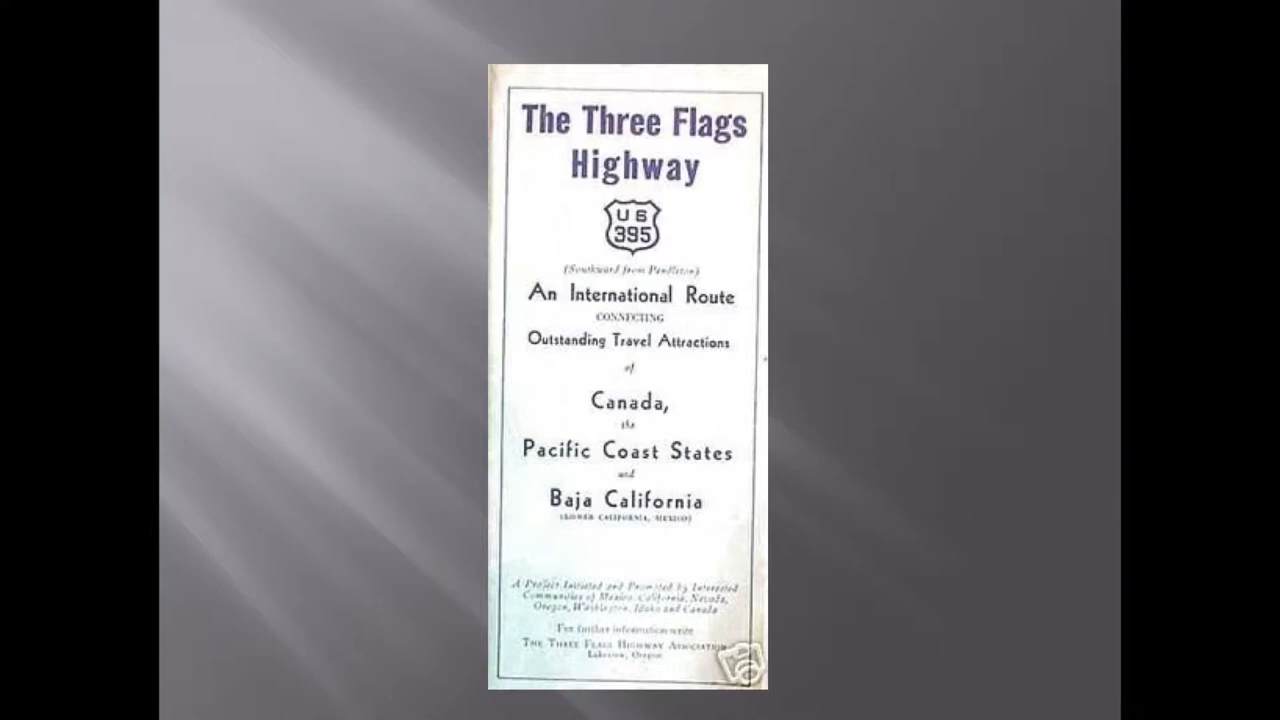 The Three Flags
Highway
U S
395
(Southward from Pendleton)
An International Route
CONNECTING
Outstanding Travel Attractions
of
Canada,
the
Pacific Coast States
and
Baja California
(LOWER CALIFORNIA, MEXICO)
A Project Initiated and Promoted by Interested
Communities of Mexico, California, Nevada,
Oregon, Washington, Idaho and Canada
For further information write
THE THREE FLAGS HIGHWAY ASSOCIATION
Lakeview, Oregon